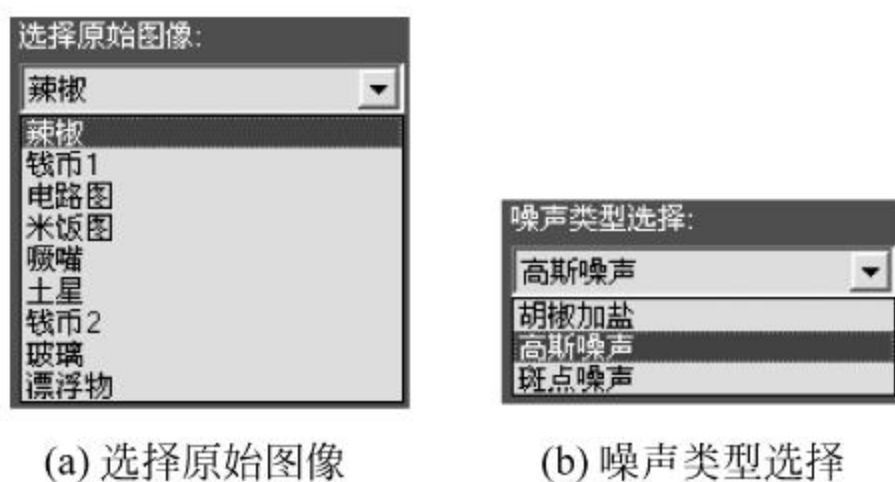 选择原始图像:
辣椒
辣椒
钱币1
电路图
米饭图
噘嘴
土星
钱币2
玻璃
漂浮物
(a) 选择原始图像
噪声类型选择:
高斯噪声
胡椒加盐
高斯噪声
斑点噪声
(b) 噪声类型选择